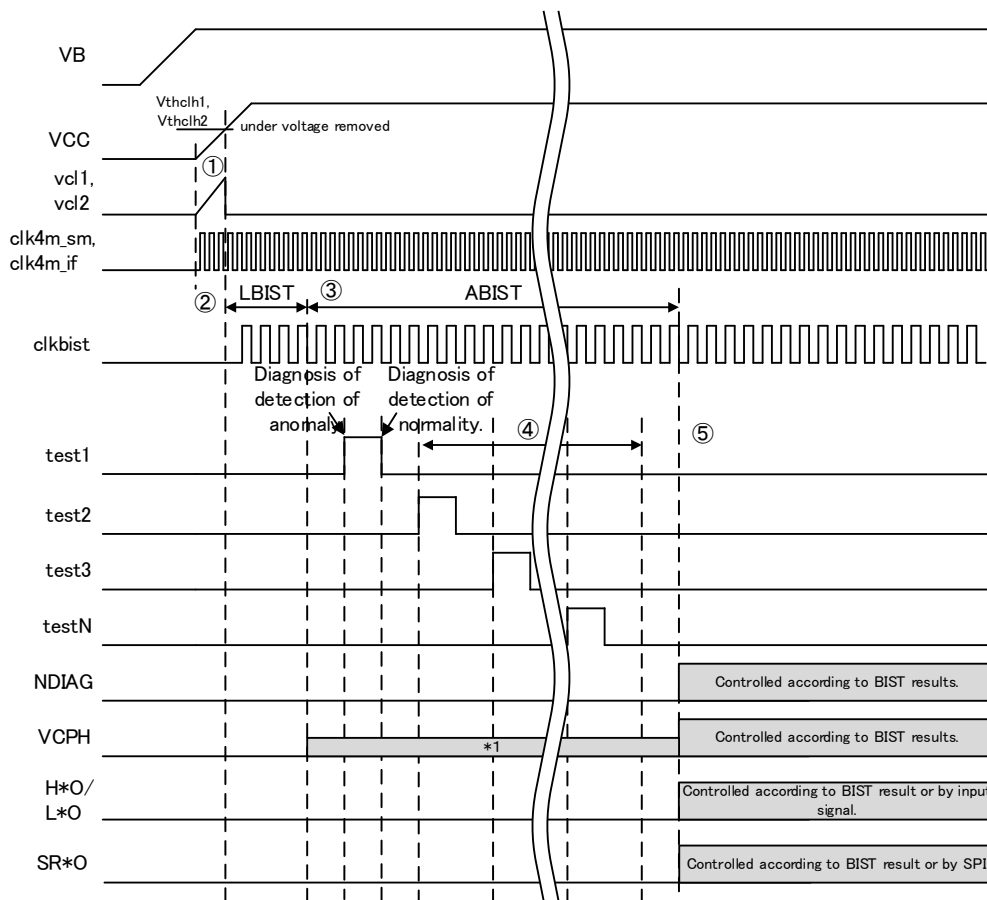 VB
Vthclh1,
Vthclh2
under voltage removed
VCC
①
vcl1,
vcl2
clk4m_sm,
clk4m_if
② LBIST ③ ABIST
clkbist
Diagnosis of
detection of
anomaly.
Diagnosis of
detection of
normality.
④
⑤
test1
test2
test3
testN
NDIAG
Controlled according to BIST results.
VCPH
Controlled according to BIST results.
*1
H*O/
L*O
Controlled according to BIST result or by input
signal.
SR*O
Controlled according to BIST result or by SPI